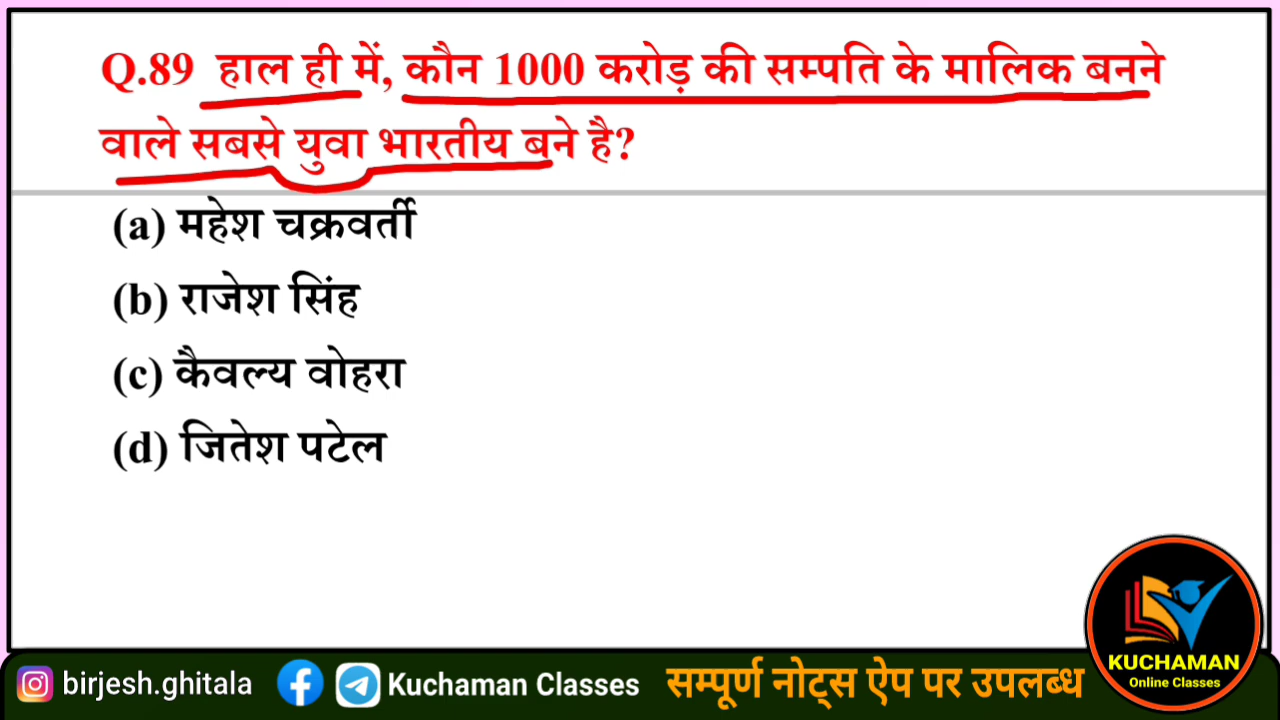 Q.89 हाल ही में, कौन 1000 करोड़ की सम्पति के मालिक बनने
वाले सबसे युवा भारतीय बने है?
(a) महेश चक्रवर्ती
(b) राजेश सिंह
(c) कैवल्य वोहरा
(d) जितेश पटेल
KUCHAMAN
Online Classes
birjesh.ghitala
Kuchaman Classes
सम्पूर्ण नोट्स ऐप पर उपलब्ध